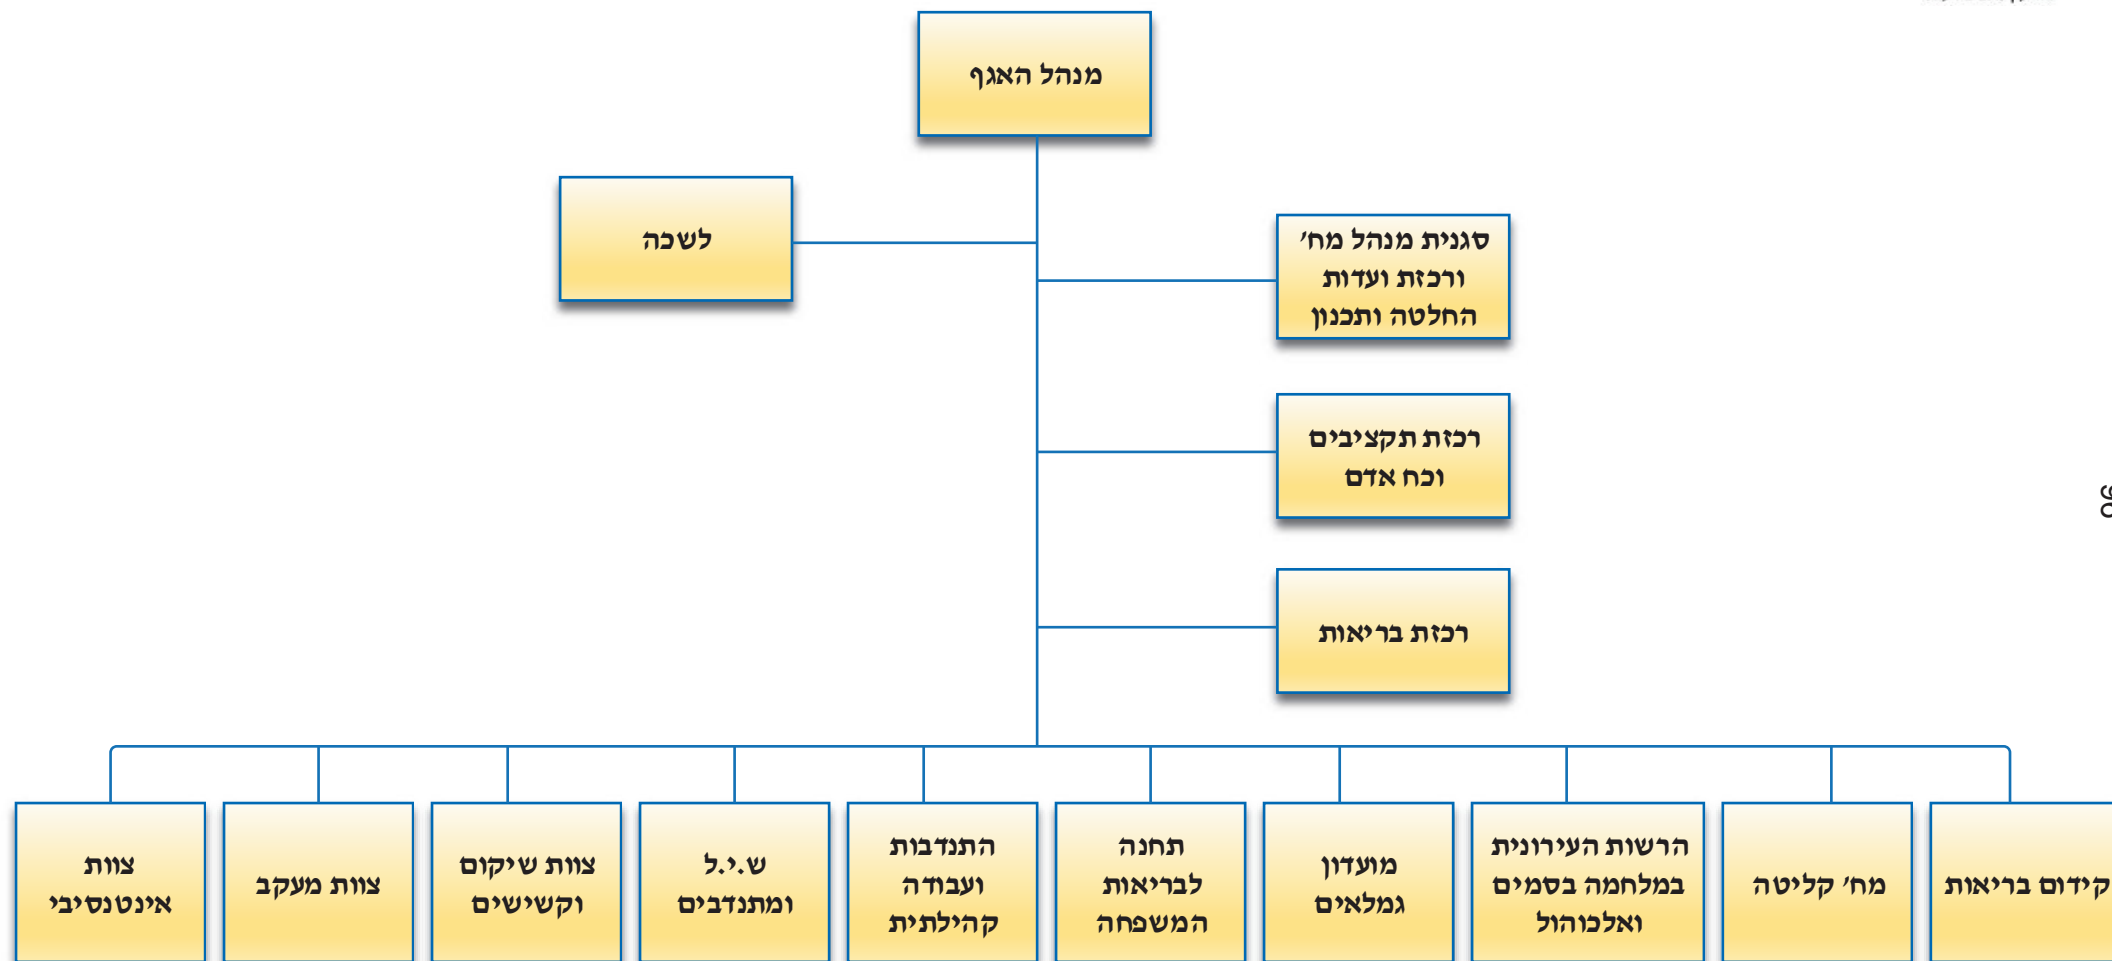 מנהל האגף
לשכה
סגנית מנהל מח׳
ורכזת ועדות
החלטה ותכנון
רכזת תקציבים
וכח אדם
רכזת בריאות
קידום בריאות
מח׳ קליטה
הרשות העירונית
במלחמה בסמים
ואלכוהול
מועדון
גמלאים
תחנה
לבריאות
המשפחה
התנדבות
ועבודה
קהילתית
ש.י.ל
ומתנדבים
צוות שיקום
וקשישים
צוות מעקב
צוות
אינטנסיבי